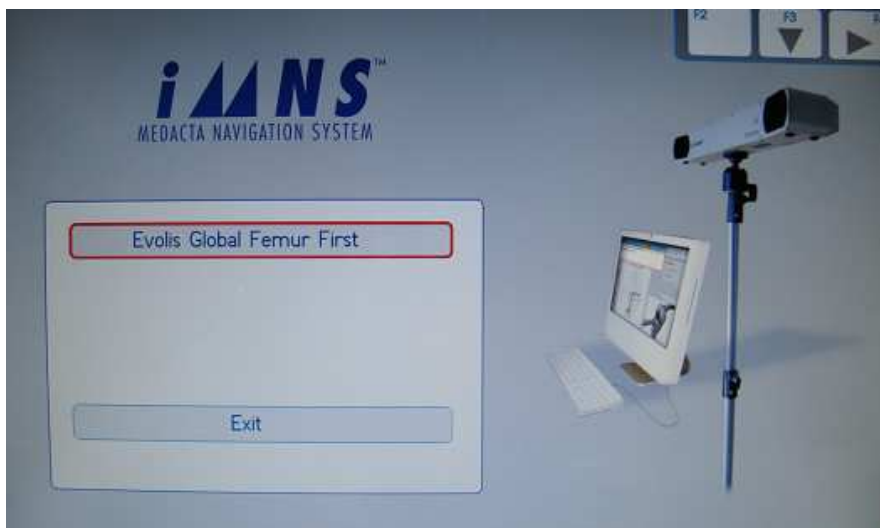 F2
F3
iMNS™
MEDACTA NAVIGATION SYSTEM
Evolis Global Femur First
Exit